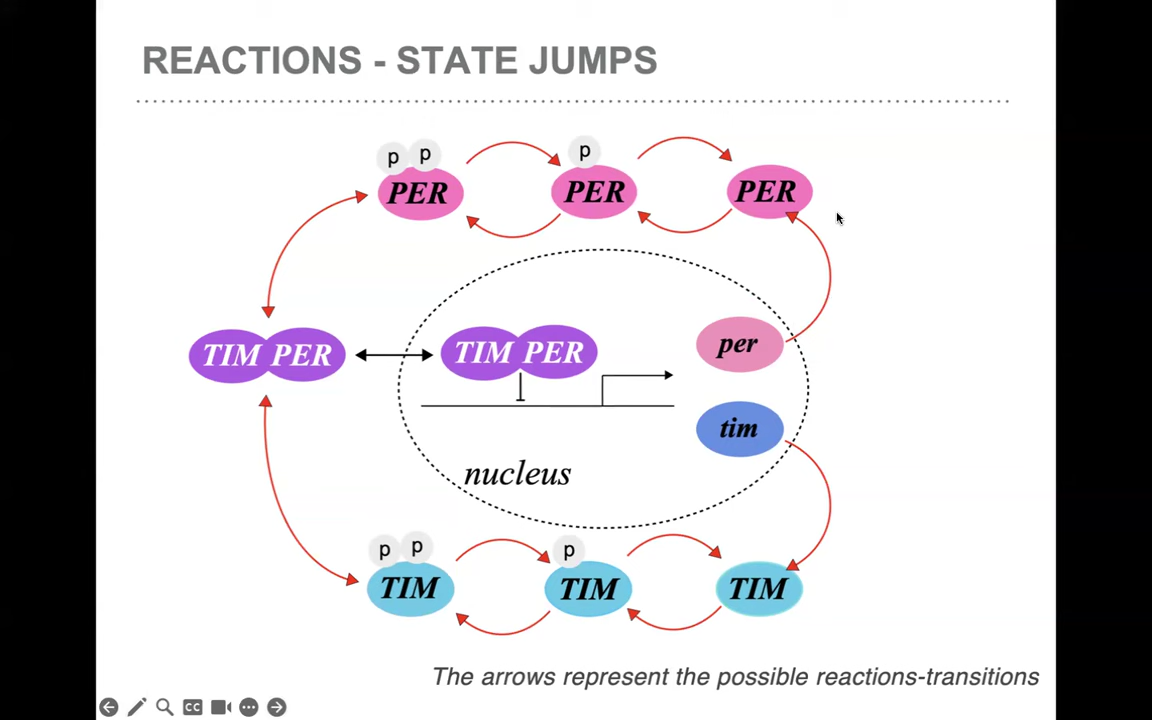 REACTIONS - STATE JUMPS
p p p
PER PER PER
TIM PER TIM PER per
tim
nucleus
p p p
TIM TIM TIM
The arrows represent the possible reactions-transitions
CC